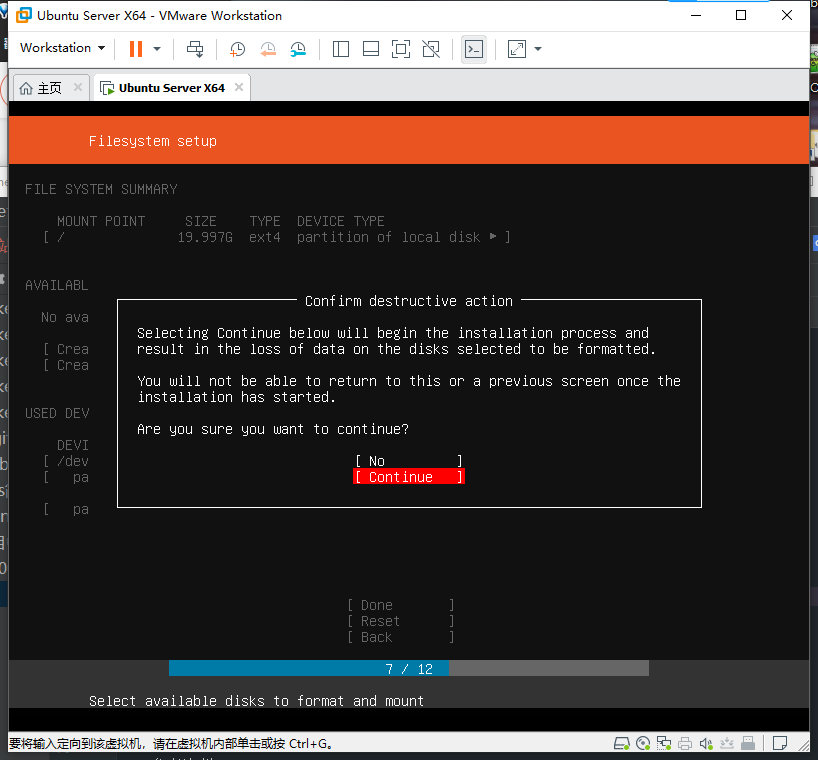 Ubuntu Server X64 - VMware Workstation
Workstation
主页
Ubuntu Server X64
Filesystem setup
FILE SYSTEM SUMMARY
MOUNT POINT SIZE TYPE DEVICE TYPE
[ / 19.997G ext4 partition of local disk ▸ ]
AVAILABL
No ava
[ Crea
[ Crea
USED DEV
DEVI
[ /dev
[ pa
[ pa
Confirm destructive action
Selecting Continue below will begin the installation process and
result in the loss of data on the disks selected to be formatted.
You will not be able to return to this or a previous screen once the
installation has started.
Are you sure you want to continue?
[ No ]
[ Continue ]
[ Done ]
[ Reset ]
[ Back ]
7 / 12
Select available disks to format and mount
要将输入定向到该虚拟机，请在虚拟机内部单击或按 Ctrl+G。